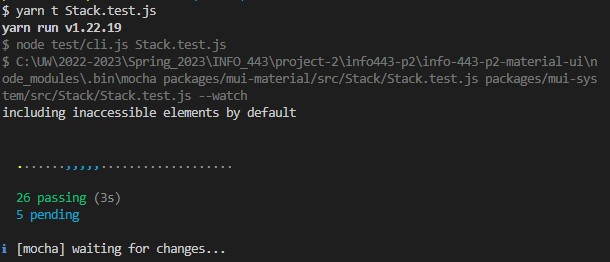 $ yarn t Stack.test.js
yarn run v1.22.19
$ node test/cli.js Stack.test.js
$ C:\UW\2022-2023\Spring_2023\INFO_443\project-2\info443-p2\info-443-p2-material-ui\n
ode_modules\.bin\mocha packages/mui-material/src/Stack/Stack.test.js packages/mui-sys
tem/src/Stack/Stack.test.js --watch
including inaccessible elements by default
.......,,,,,...................
26 passing (3s)
5 pending
ℹ [mocha] waiting for changes...